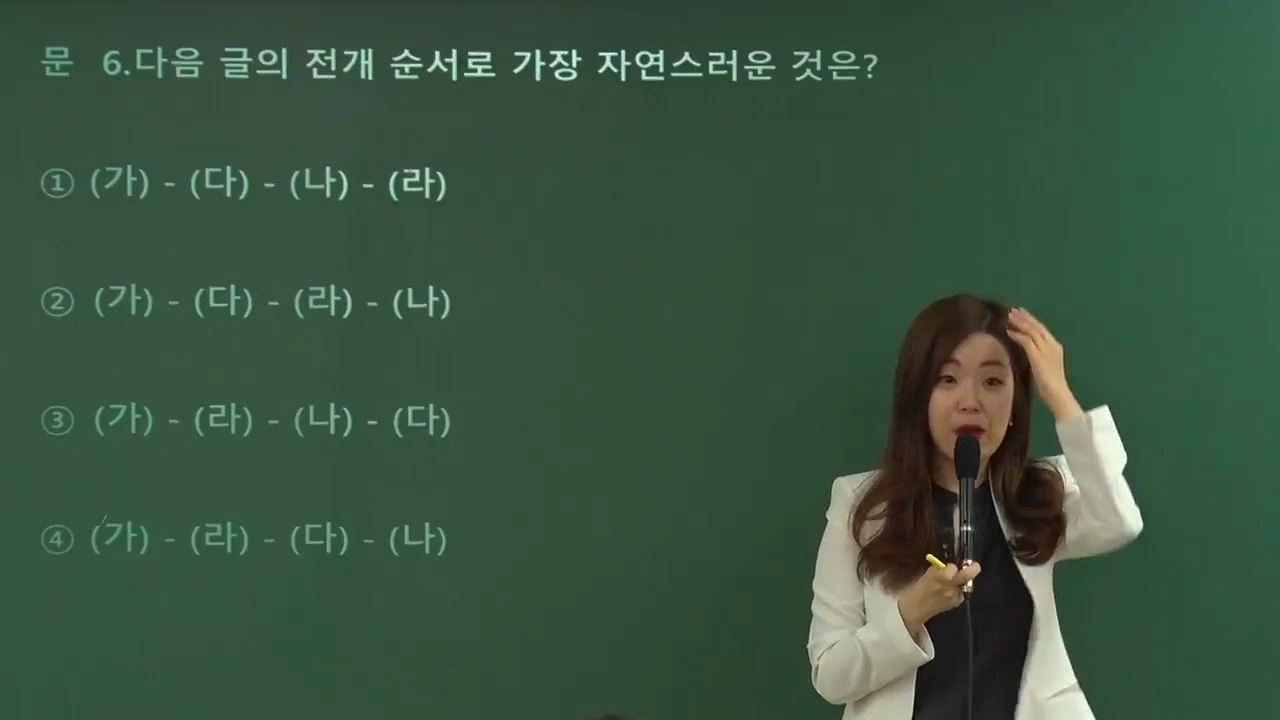 문 6.다음 글의 전개 순서로 가장 자연스러운 것은?
① (가) - (다) - (나) - (라)
② (가) - (다) - (라) - (나)
③ (가) - (라) - (나) - (다)
④ (가) - (라) - (다) - (나)